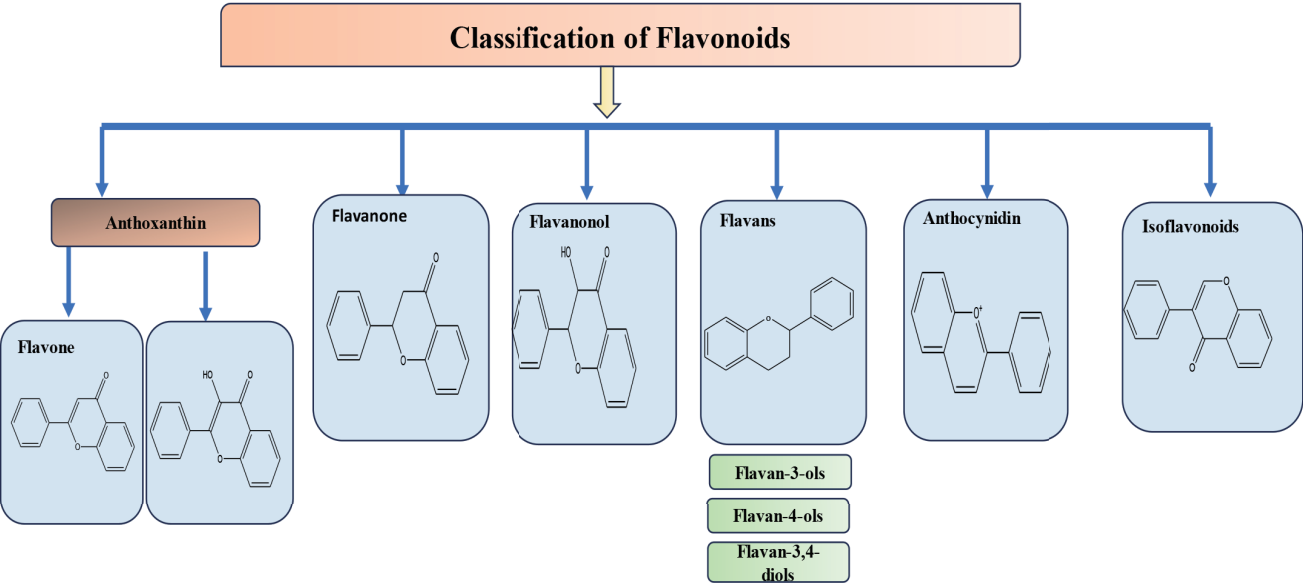 Classification of Flavonoids
Anthoxanthin
Flavone
O
O
HO
O
O
Flavanone
O
O
Flavanonol
HO
O
O
Flavans
O
Flavan-3-ols
Flavan-4-ols
Flavan-3,4-
diols
Anthocynidin
O+
Isoflavonoids
O
O